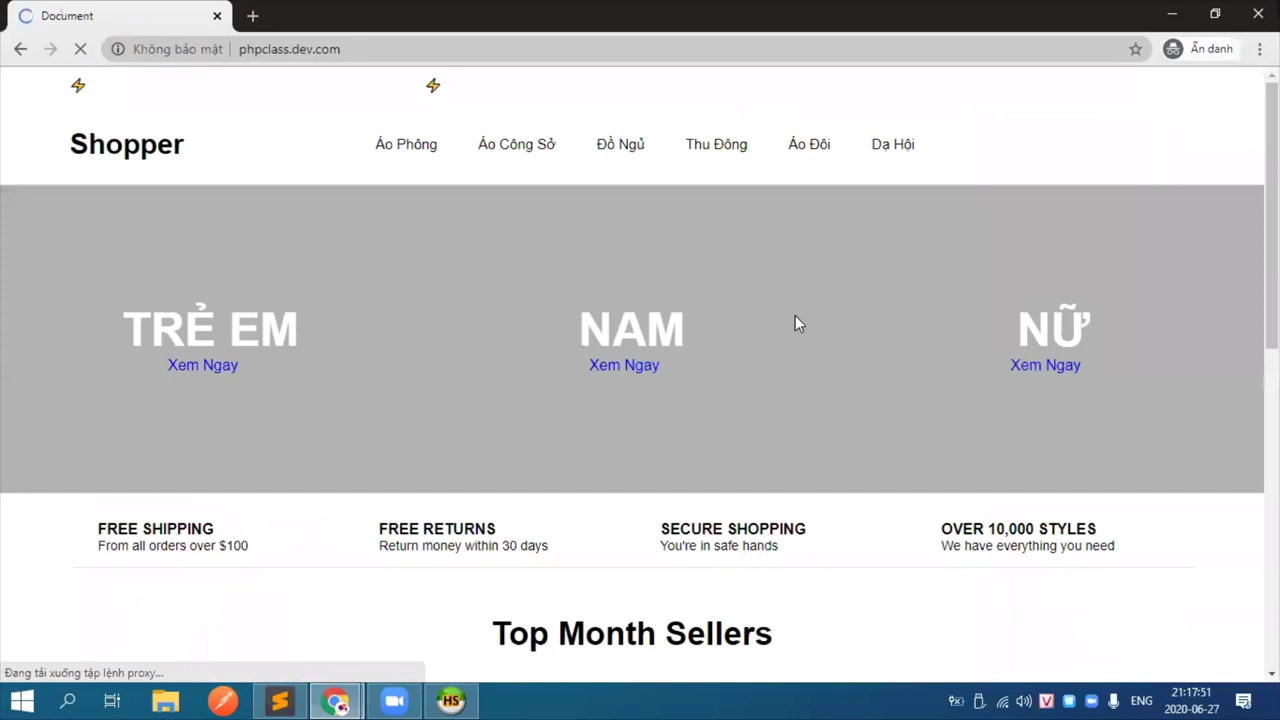 Document
Không bảo mật
phpclass.dev.com
Ẩn danh
Shopper
Áo Phông
Áo Công Sở
Đồ Ngủ
Thu Đông
Áo Đôi
Dạ Hội
TRẺ EM
NAM
NỮ
Xem Ngay
Xem Ngay
Xem Ngay
FREE SHIPPING
FREE RETURNS
SECURE SHOPPING
OVER 10,000 STYLES
From all orders over $100
Return money within 30 days
You're in safe hands
We have everything you need
Top Month Sellers
Đang tải xuống tập lệnh proxy...
HS
V
ENG
21:17:51
2020-06-27